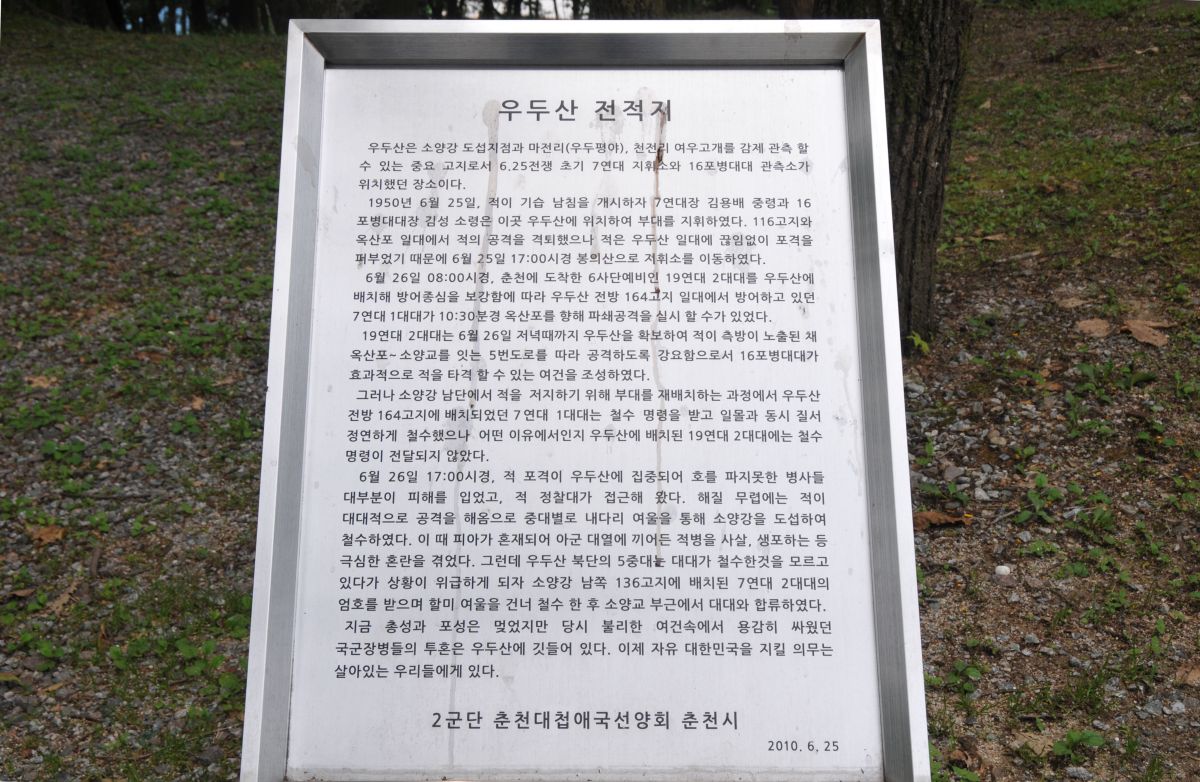 우두산 전적지
우두산은 소양강 도섭지점과 마전리(우두평야), 천전리 여우고개를 감제 관측 할
수 있는 중요 고지로서 6.25전쟁 초기 7연대 지휘소와 16포병대대 관측소가
위치했던 장소이다.
1950년 6월 25일, 적이 기습 남침을 개시하자 7연대장 김용배 중령과 16
포병대대장 김성 소령은 이곳 우두산에 위치하여 부대를 지휘하였다. 116고지와
옥산포 일대에서 적의 공격을 격퇴했으나 적은 우두산 일대에 끊임없이 포격을
퍼부었기 때문에 6월 25일 17:00시경 봉의산으로 지휘소를 이동하였다.
6월 26일 08:00시경, 춘천에 도착한 6사단예비인 19연대 2대대를 우두산에
배치해 방어종심을 보강함에 따라 우두산 전방 164고지 일대에서 방어하고 있던
7연대 1대대가 10:30분경 옥산포를 향해 파쇄공격을 실시 할 수가 있었다.
19연대 2대대는 6월 26일 저녁때까지 우두산을 확보하여 적이 측방이 노출된 채
옥산포~소양교를 잇는 5번도로를 따라 공격하도록 강요함으로서 16포병대대가
효과적으로 적을 타격 할 수 있는 여건을 조성하였다.
그러나 소양강 남단에서 적을 저지하기 위해 부대를 재배치하는 과정에서 우두산
전방 164고지에 배치되었던 7연대 1대대는 철수 명령을 받고 일몰과 동시 질서
정연하게 철수했으나 어떤 이유에서인지 우두산에 배치된 19연대 2대대에는 철수
명령이 전달되지 않았다.
6월 26일 17:00시경, 적 포격이 우두산에 집중되어 호를 파지못한 병사들
대부분이 피해를 입었고, 적 정찰대가 접근해 왔다. 해질 무렵에는 적이
대대적으로 공격을 해옴으로 중대별로 내다리 여울을 통해 소양강을 도섭하여
철수하였다. 이 때 피아가 혼재되어 아군 대열에 끼어든 적병을 사살, 생포하는 등
극심한 혼란을 겪었다. 그런데 우두산 북단의 5중대는 대대가 철수한것을 모르고
있다가 상황이 위급하게 되자 소양강 남쪽 136고지에 배치된 7연대 2대대의
엄호를 받으며 할미 여울을 건너 철수 한 후 소양교 부근에서 대대와 합류하였다.
지금 총성과 포성은 멎었지만 당시 불리한 여건속에서 용감히 싸웠던
국군장병들의 투혼은 우두산에 깃들어 있다. 이제 자유 대한민국을 지킬 의무는
살아있는 우리들에게 있다.
2군단 춘천대첩애국선양회 춘천시
2010. 6. 25